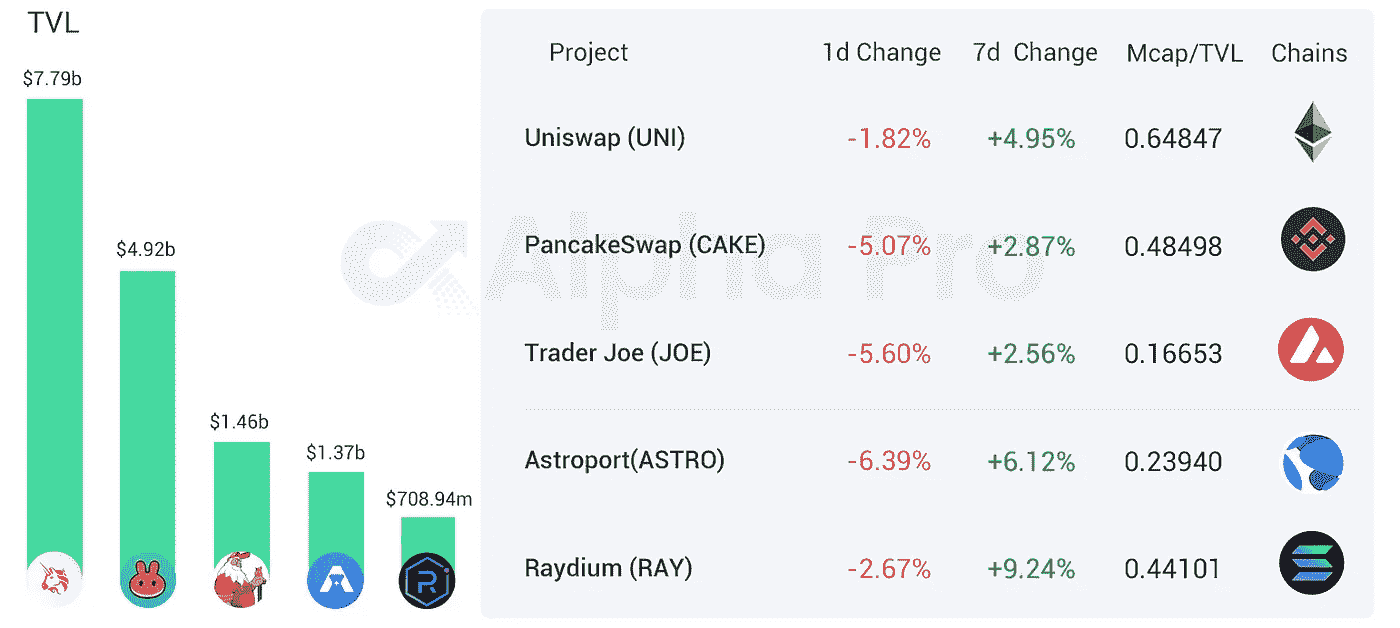 TVL
$7.79b
$4.92b
$1.46b
$1.37b
$708.94m
Project 1d Change 7d Change Mcap/TVL Chains
Uniswap (UNI) -1.82% +4.95% 0.64847
PancakeSwap (CAKE) -5.07% +2.87% 0.48498
Trader Joe (JOE) -5.60% +2.56% 0.16653
Astroport(ASTRO) -6.39% +6.12% 0.23940
Raydium (RAY) -2.67% +9.24% 0.44101
Alpha Pro